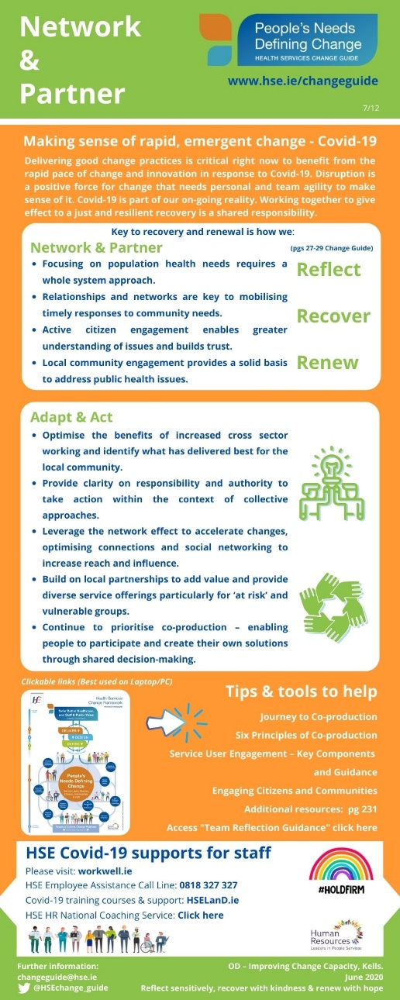 Network
&
Partner
People's Needs
Defining Change
HEALTH SERVICES CHANGE GUIDE
www.hse.ie/changeguide
7/12
Making sense of rapid, emergent change - Covid-19
Delivering good change practices is critical right now to benefit from the
rapid pace of change and innovation in response to Covid-19. Disruption is
a positive force for change that needs personal and team agility to make
sense of it. Covid-19 is part of our on-going reality. Working together to give
effect to a just and resilient recovery is a shared responsibility.
Key to recovery and renewal is how we:
Network & Partner
(pgs 27-29 Change Guide)
• Focusing on population health needs requires a
whole system approach.
• Relationships and networks are key to mobilising
timely responses to community needs.
• Active citizen engagement enables greater
understanding of issues and builds trust.
• Local community engagement provides a solid basis
to address public health issues.
Reflect
Recover
Renew
Adapt & Act
• Optimise the benefits of increased cross sector
working and identify what has delivered best for the
local community.
• Provide clarity on responsibility and authority to
take action within the context of collective
approaches.
• Leverage the network effect to accelerate changes,
optimising connections and social networking to
increase reach and influence.
• Build on local partnerships to add value and provide
diverse service offerings particularly for 'at risk' and
vulnerable groups.
• Continue to prioritise co-production – enabling
people to participate and create their own solutions
through shared decision-making.
Clickable links (Best used on Laptop/PC)
Health Services
Change Framework
Safer Better Healthcare,
and Staff & Public Value
DELIVER
DESIGN
DEFINE
People's
Needs Defining
Change
Tips & tools to help
Journey to Co-production
Six Principles of Co-production
Service User Engagement – Key Components
and Guidance
Engaging Citizens and Communities
Additional resources: pg 231
Access "Team Reflection Guidance" click here
HSE Covid-19 supports for staff
Please visit: workwell.ie
HSE Employee Assistance Call Line: 0818 327 327
Covid-19 training courses & support: HSELanD.ie
HSE HR National Coaching Service: Click here
#HOLDFIRM
Human
Resources
Leaders in People Services
Further information:
changeguide@hse.ie
@HSEchange_guide
OD – Improving Change Capacity, Kells.
June 2020
Reflect sensitively, recover with kindness & renew with hope